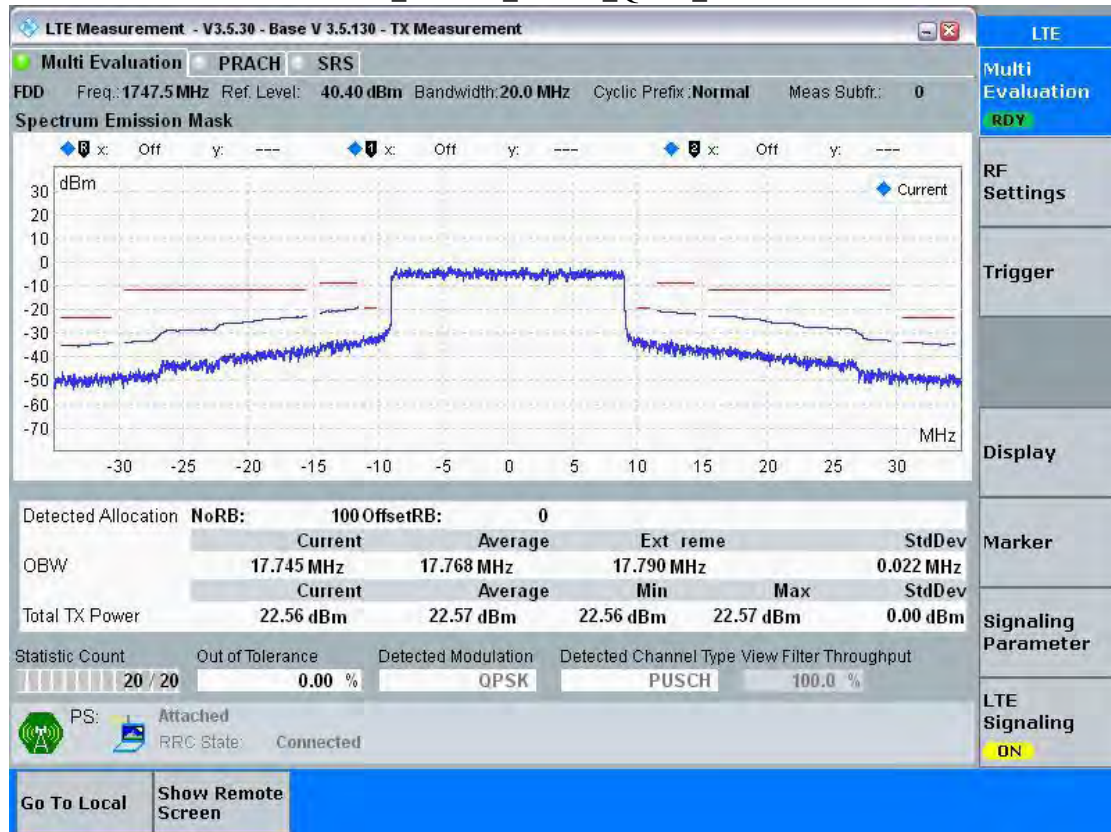 LTE Measurement - V3.5.30 - Base V 3.5.130 - TX Measurement
Multi Evaluation PRACH SRS
FDD Freq.: 1747.5 MHz Ref. Level: 40.40 dBm Bandwidth: 20.0 MHz Cyclic Prefix : Normal Meas Subfr.: 0
Spectrum Emission Mask
R x: Off y: --- 1 x: Off y: --- 2 x: Off y: ---
dBm
Current
30
20
10
0
-10
-20
-30
-40
-50
-60
-70
MHz
-30 -25 -20 -15 -10 -5 0 5 10 15 20 25 30
Detected Allocation NoRB: 100 OffsetRB: 0
Current Average Ext reme StdDev
OBW 17.745 MHz 17.768 MHz 17.790 MHz 0.022 MHz
Current Average Min Max StdDev
Total TX Power 22.56 dBm 22.57 dBm 22.56 dBm 22.57 dBm 0.00 dBm
Statistic Count Out of Tolerance Detected Modulation Detected Channel Type View Filter Throughput
20 / 20 0.00 % QPSK PUSCH 100.0 %
PS: Attached
RRC State: Connected
LTE
Multi
Evaluation
RDY
RF
Settings
Trigger
Display
Marker
Signaling
Parameter
LTE
Signaling
ON
Go To Local
Show Remote
Screen